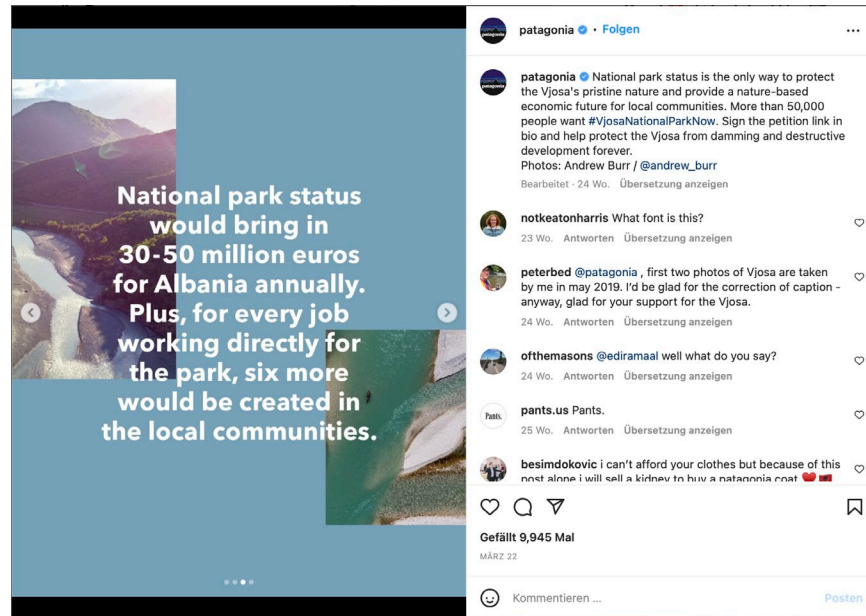 National park status
would bring in
30-50 million euros
for Albania annually.
Plus, for every job
working directly for
the park, six more
would be created in
the local communities.
patagonia • Folgen
patagonia National park status is the only way to protect
the Vjosa's pristine nature and provide a nature-based
economic future for local communities. More than 50,000
people want #VjosaNationalParkNow. Sign the petition link in
bio and help protect the Vjosa from damming and destructive
development forever.
Photos: Andrew Burr / @andrew_burr
Bearbeitet · 24 Wo. Übersetzung anzeigen
notkeatonharris What font is this?
23 Wo. Antworten Übersetzung anzeigen
peterbed @patagonia , first two photos of Vjosa are taken
by me in may 2019. I'd be glad for the correction of caption -
anyway, glad for your support for the Vjosa.
24 Wo. Antworten Übersetzung anzeigen
ofthemasons @ediramaal well what do you say?
24 Wo. Antworten Übersetzung anzeigen
Pants.
pants.us Pants.
25 Wo. Antworten Übersetzung anzeigen
besimdokovic i can't afford your clothes but because of this
post alone i will sell a kidney to buy a patagonia coat
Gefällt 9,945 Mal
MÄRZ 22
Kommentieren ...
Posten